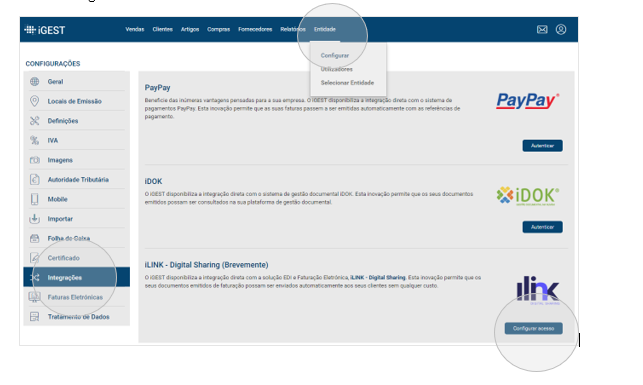 iGEST
Vendas Clientes Artigos Compras Fornecedores Relatórios Entidade
Configurar
Utilizadores
Selecionar Entidade
CONFIGURAÇÕES
Geral
Locais de Emissão
Definições
IVA
Imagens
Autoridade Tributária
Mobile
Importar
Folha de Caixa
Certificado
Integrações
Faturas Eletrónicas
Tratamento de Dados
PayPay
Beneficie das inúmeras vantagens pensadas para a sua empresa. O iGEST disponibiliza a integração direta com o sistema de
pagamentos PayPay. Esta inovação permite que as suas faturas passem a ser emitidas automaticamente com as referências de
pagamento.
PayPay
Autenticar
iDOK
O iGEST disponibiliza a integração direta com o sistema de gestão documental iDOK. Esta inovação permite que os seus documentos
emitidos possam ser consultados na sua plataforma de gestão documental.
iDOK
Autenticar
iLINK - Digital Sharing (Brevemente)
O iGEST disponibiliza a integração direta com a solução EDI e Faturação Eletrónica, iLINK - Digital Sharing. Esta inovação permite que os
seus documentos emitidos de faturação possam ser enviados automaticamente aos seus clientes sem qualquer custo.
ilink
DIGITAL SHARING
Configurar acesso